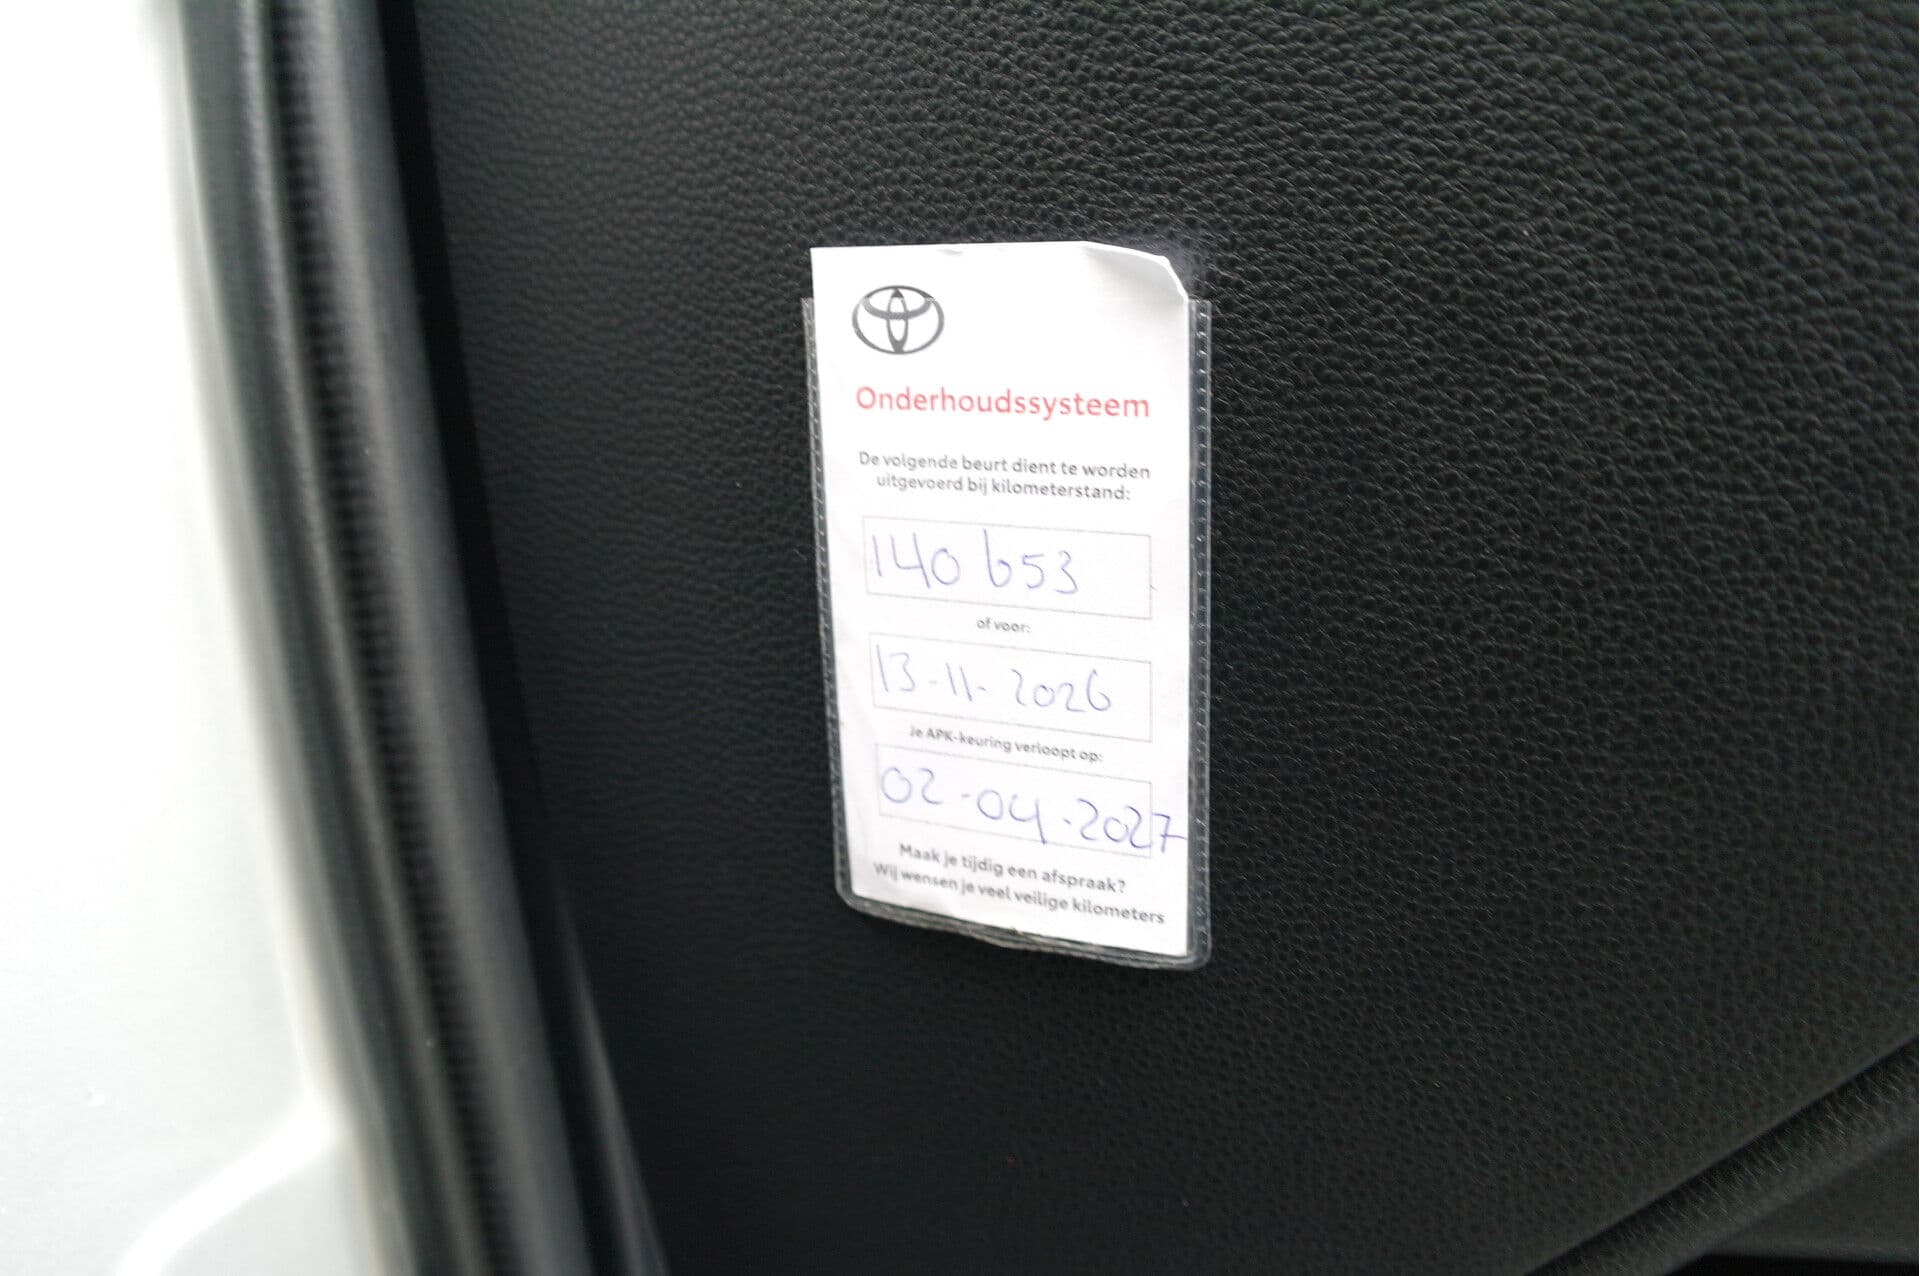 Onderhoudssysteem
De volgende beurt dient te worden
uitgevoerd bij kilometerstand:
140 653
of voor:
13-11-2026
Je APK-keuring verloopt op:
02-04-2027
Maak je tijdig een afspraak?
Wij wensen je veel veilige kilometers